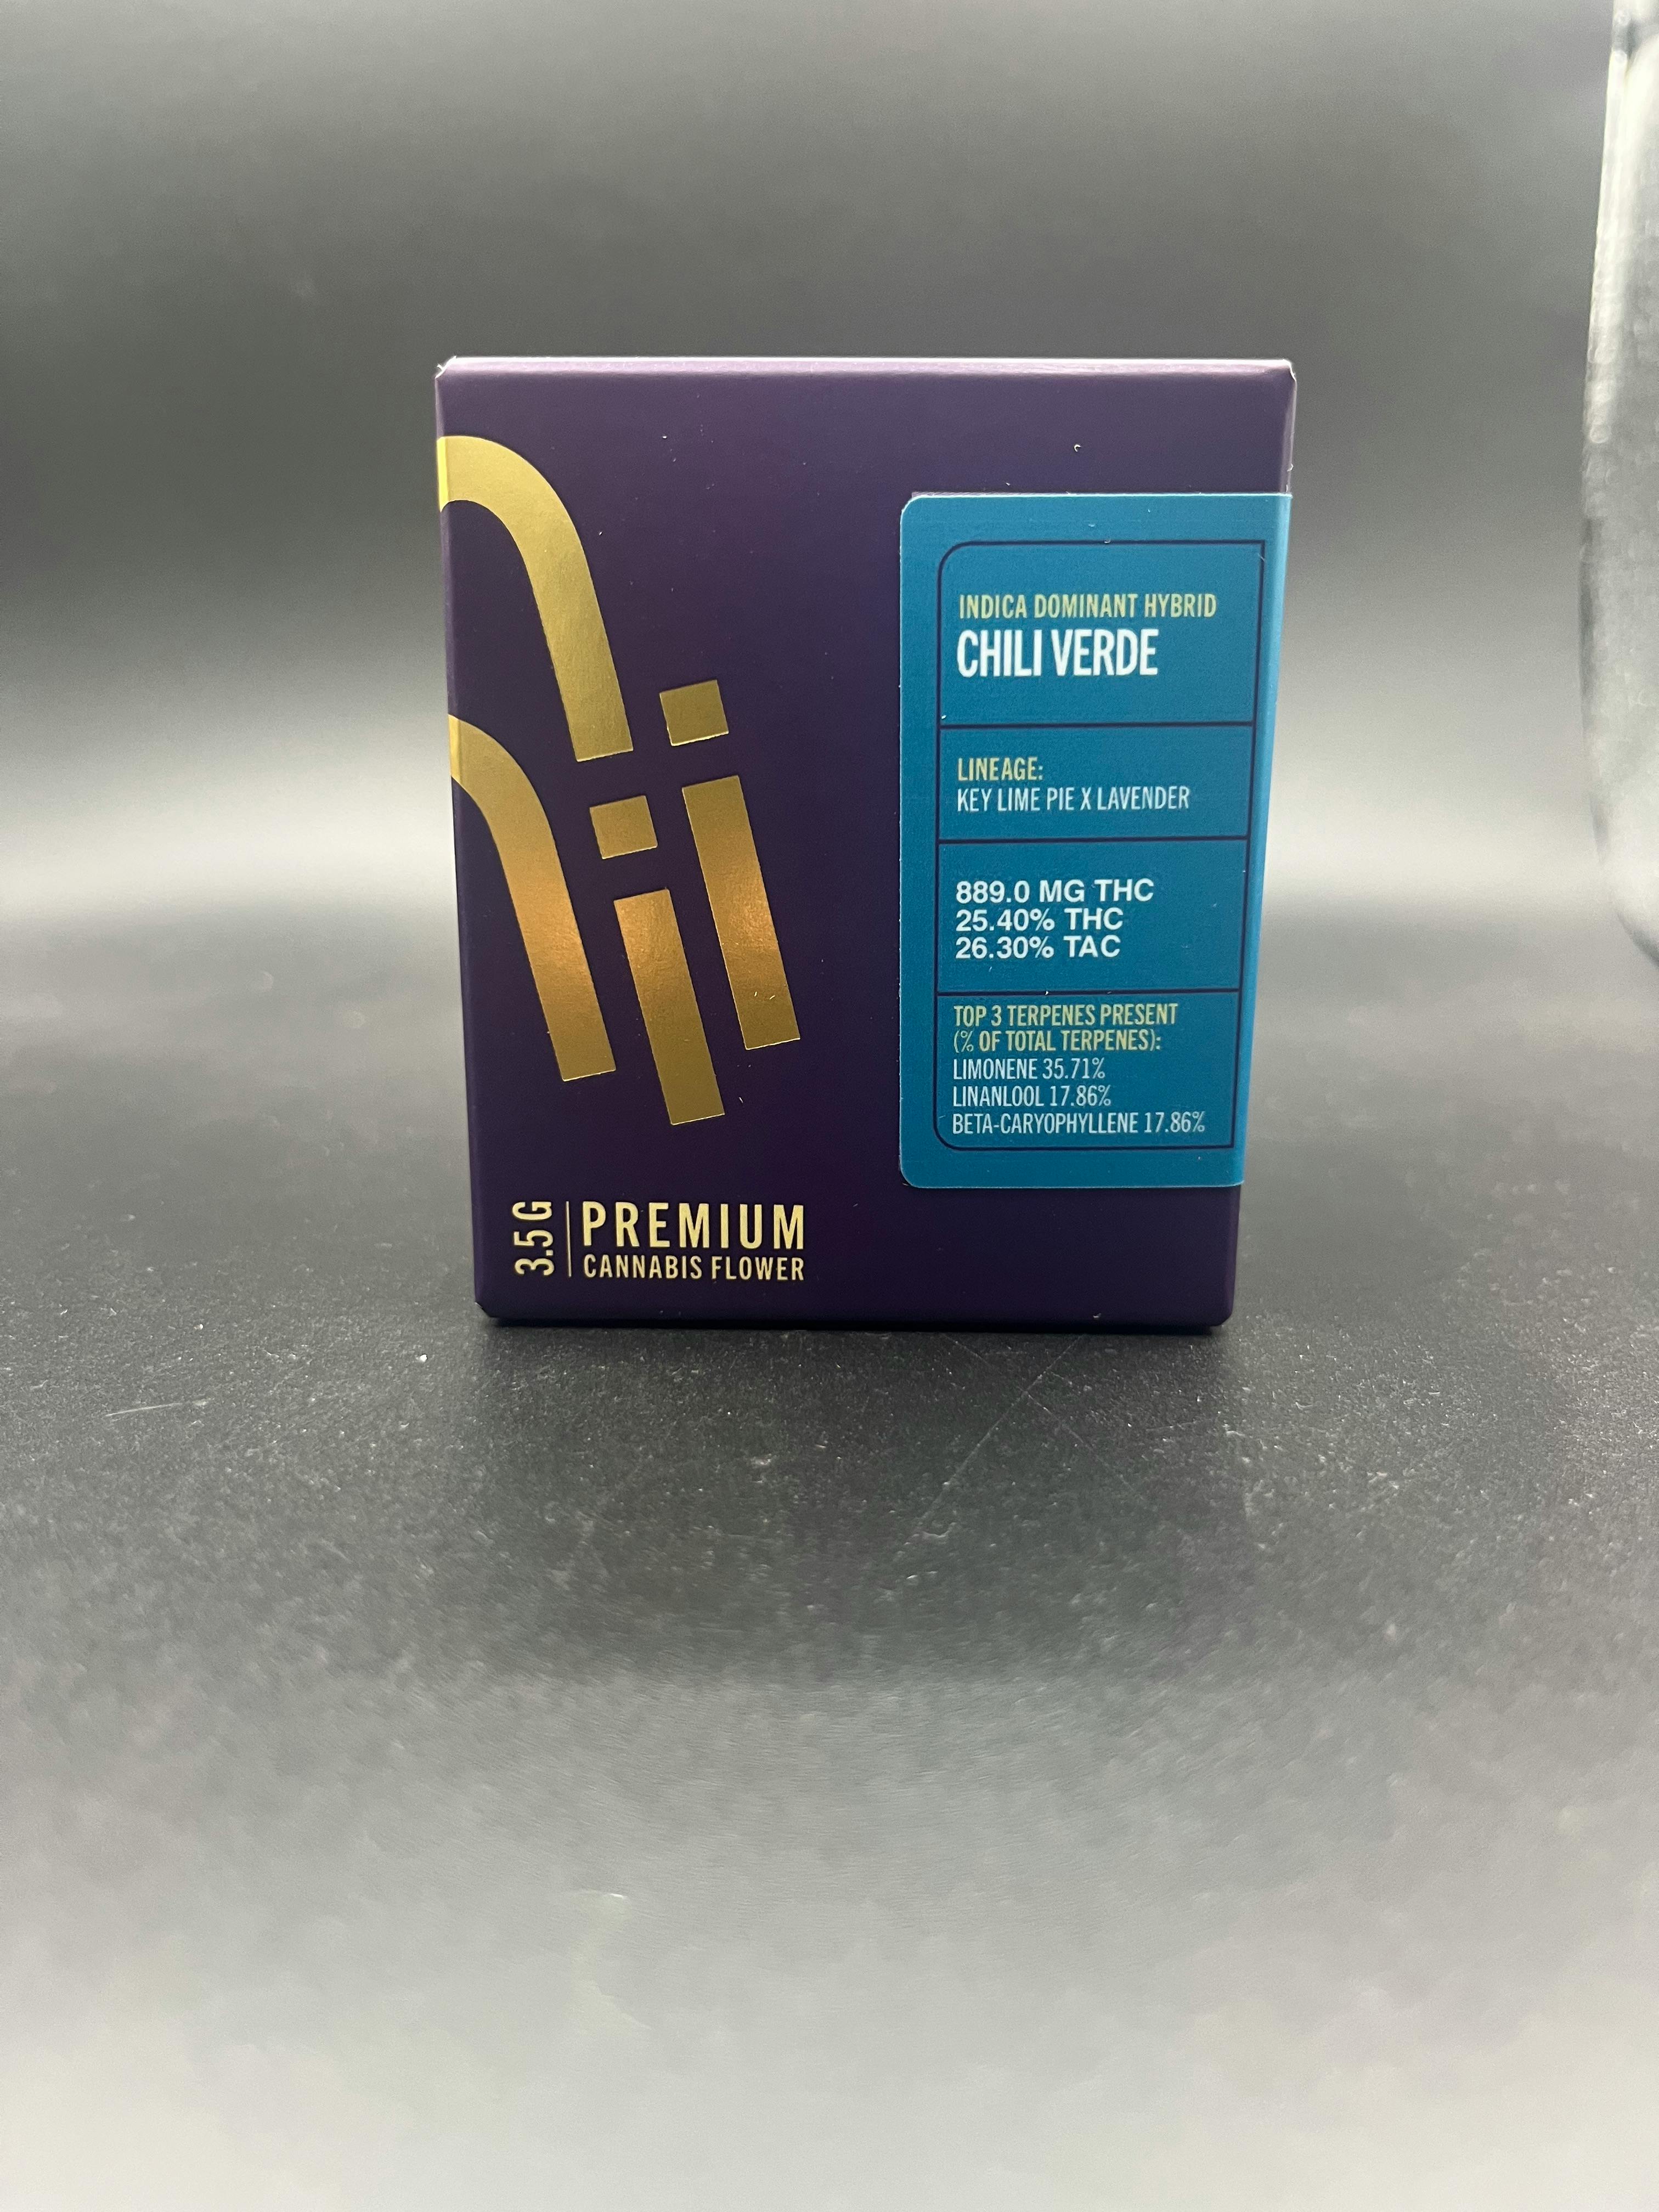 INDICA DOMINANT HYBRID
CHILI VERDE
LINEAGE:
KEY LIME PIE X LAVENDER
889.0 MG THC
25.40% THC
26.30% TAC
TOP 3 TERPENES PRESENT
(% OF TOTAL TERPENES):
LIMONENE 35.71%
LINANLOOL 17.86%
BETA-CARYOPHYLLENE 17.86%
3.5 G
PREMIUM
CANNABIS FLOWER